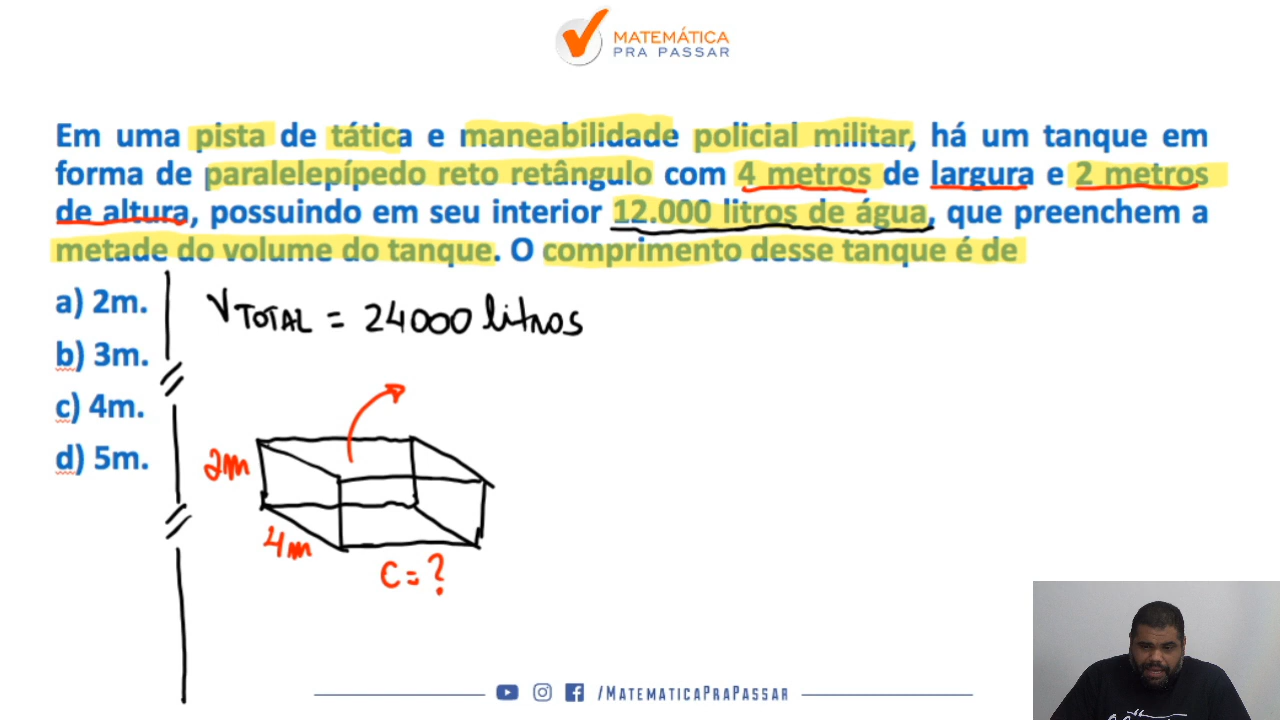 MATEMÁTICA
PRA PASSAR
Em uma pista de tática e maneabilidade policial militar, há um tanque em
forma de paralelepípedo reto retângulo com 4 metros de largura e 2 metros
de altura, possuindo em seu interior 12.000 litros de água, que preenchem a
metade do volume do tanque. O comprimento desse tanque é de
a) 2m.
b) 3m.
c) 4m.
d) 5m.
VTOTAL = 24000 litros
2m
4m
C = ?
/MATEMATICAPRAPASSAR